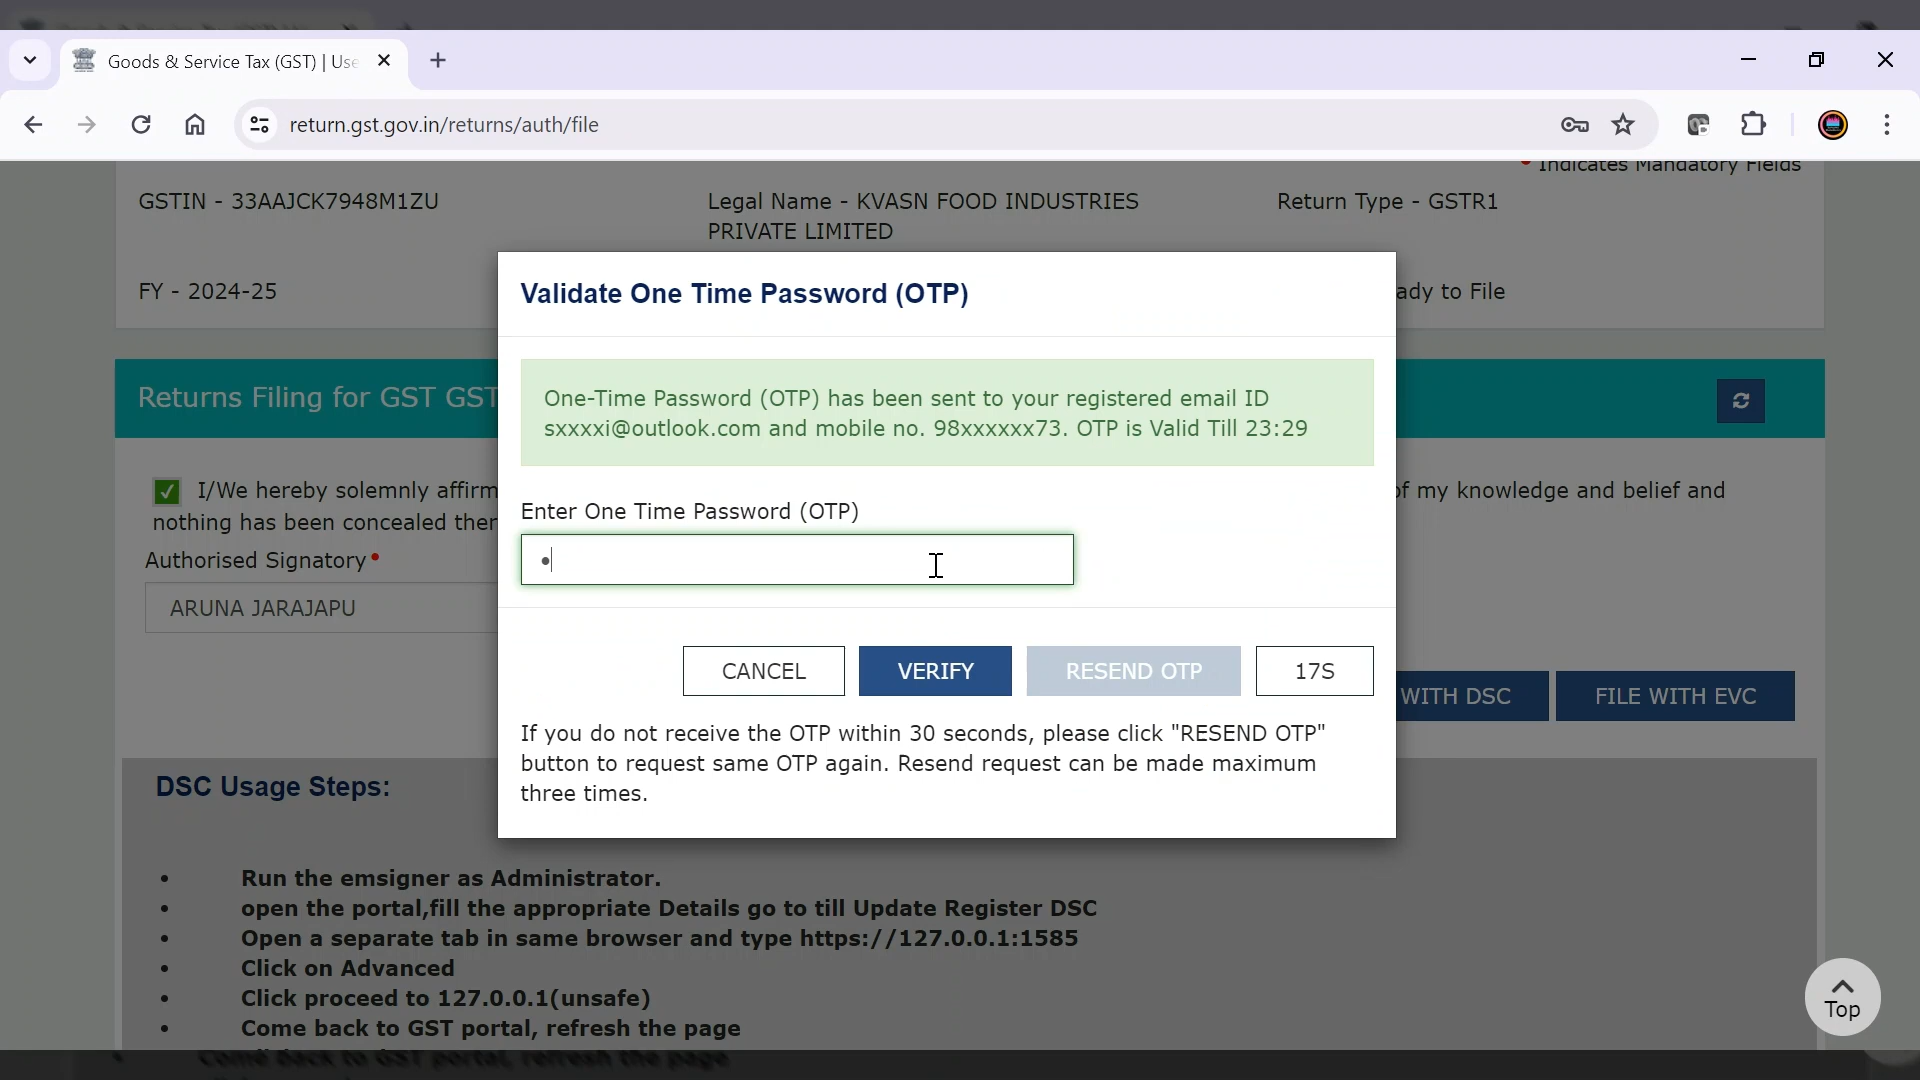 Goods & Service Tax (GST) | Use
return.gst.gov.in/returns/auth/file
• Indicates Mandatory Fields
GSTIN - 33AAJCK7948M1ZU
Legal Name - KVASN FOOD INDUSTRIES
PRIVATE LIMITED
Return Type - GSTR1
FY - 2024-25
ady to File
Validate One Time Password (OTP)
Returns Filing for GST GST
One-Time Password (OTP) has been sent to your registered email ID
sxxxxi@outlook.com and mobile no. 98xxxxxx73. OTP is Valid Till 23:29
I/We hereby solemnly affirm
of my knowledge and belief and
nothing has been concealed ther
Enter One Time Password (OTP)
Authorised Signatory•
ARUNA JARAJAPU
CANCEL
VERIFY
RESEND OTP
17S
WITH DSC
FILE WITH EVC
If you do not receive the OTP within 30 seconds, please click "RESEND OTP"
button to request same OTP again. Resend request can be made maximum
three times.
DSC Usage Steps:
• Run the emsigner as Administrator.
• open the portal,fill the appropriate Details go to till Update Register DSC
• Open a separate tab in same browser and type https://127.0.0.1:1585
• Click on Advanced
• Click proceed to 127.0.0.1(unsafe)
• Come back to GST portal, refresh the page
Top
Come back to GST portal, refresh the page